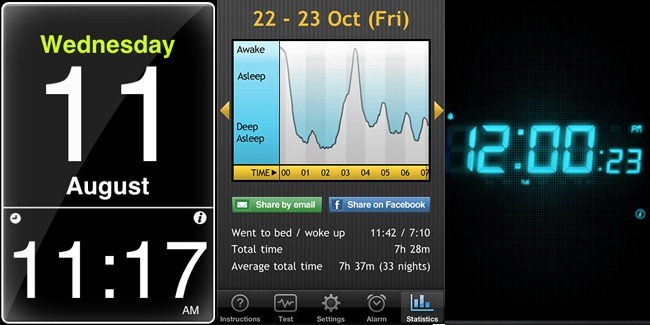 Wednesday
11
August
11:17
AM
22 - 23 Oct (Fri)
Awake
Asleep
Deep
Asleep
TIME 00 01 02 03 04 05 06 07
Share by email
Share on Facebook
Went to bed / woke up 11:42 / 7:10
Total time 7h 28m
Average total time 7h 37m (33 nights)
Instructions Test Settings Alarm Statistics
PM
12:00:23